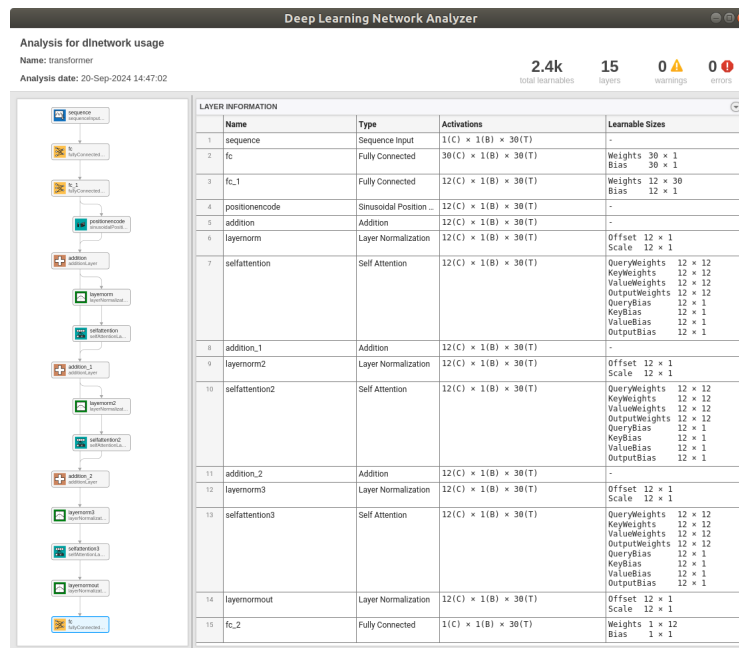 Deep Learning Network Analyzer
Analysis for dlnetwork usage
Name: transformer
Analysis date: 20-Sep-2024 14:47:02
2.4k 15 0 0
total learnables layers warnings errors
sequence
sequenceInput...
fc
fullyConnected...
fc_1
fullyConnected...
positionencode
sinusoidalPositi...
addition
additionLayer
layernorm
layerNormalizat...
selfattention
selfAttentionLa...
addition_1
additionLayer
layernorm2
layerNormalizat...
selfattention2
selfAttentionLa...
addition_2
additionLayer
layernorm3
layerNormalizat...
selfattention3
selfAttentionLa...
layernormout
layerNormalizat...
fc
fullyConnected...
LAYER INFORMATION
Name Type Activations Learnable Sizes
1 sequence Sequence Input 1(C) × 1(B) × 30(T) -
2 fc Fully Connected 30(C) × 1(B) × 30(T) Weights 30 × 1
Bias 30 × 1
3 fc_1 Fully Connected 12(C) × 1(B) × 30(T) Weights 12 × 30
Bias 12 × 1
4 positionencode Sinusoidal Position ... 12(C) × 1(B) × 30(T) -
5 addition Addition 12(C) × 1(B) × 30(T) -
6 layernorm Layer Normalization 12(C) × 1(B) × 30(T) Offset 12 × 1
Scale 12 × 1
7 selfattention Self Attention 12(C) × 1(B) × 30(T) QueryWeights 12 × 12
KeyWeights 12 × 12
ValueWeights 12 × 12
OutputWeights 12 × 12
QueryBias 12 × 1
KeyBias 12 × 1
ValueBias 12 × 1
OutputBias 12 × 1
8 addition_1 Addition 12(C) × 1(B) × 30(T) -
9 layernorm2 Layer Normalization 12(C) × 1(B) × 30(T) Offset 12 × 1
Scale 12 × 1
10 selfattention2 Self Attention 12(C) × 1(B) × 30(T) QueryWeights 12 × 12
KeyWeights 12 × 12
ValueWeights 12 × 12
OutputWeights 12 × 12
QueryBias 12 × 1
KeyBias 12 × 1
ValueBias 12 × 1
OutputBias 12 × 1
11 addition_2 Addition 12(C) × 1(B) × 30(T) -
12 layernorm3 Layer Normalization 12(C) × 1(B) × 30(T) Offset 12 × 1
Scale 12 × 1
13 selfattention3 Self Attention 12(C) × 1(B) × 30(T) QueryWeights 12 × 12
KeyWeights 12 × 12
ValueWeights 12 × 12
OutputWeights 12 × 12
QueryBias 12 × 1
KeyBias 12 × 1
ValueBias 12 × 1
OutputBias 12 × 1
14 layernormout Layer Normalization 12(C) × 1(B) × 30(T) Offset 12 × 1
Scale 12 × 1
15 fc_2 Fully Connected 1(C) × 1(B) × 30(T) Weights 1 × 12
Bias 1 × 1